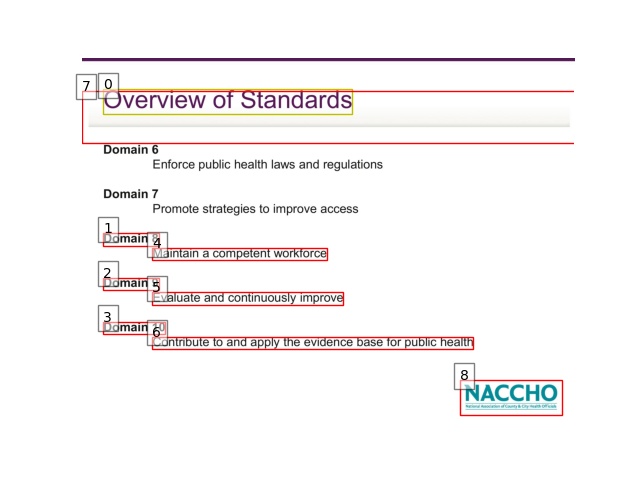 7
0
Overview of Standards
Domain 6
Enforce public health laws and regulations
Domain 7
Promote strategies to improve access
1
Domain
4
Maintain a competent workforce
2
Domain
5
Evaluate and continuously improve
3
Domain 10
6
Contribute to and apply the evidence base for public health
8
NACCHO
National Association of County & City Health Officials